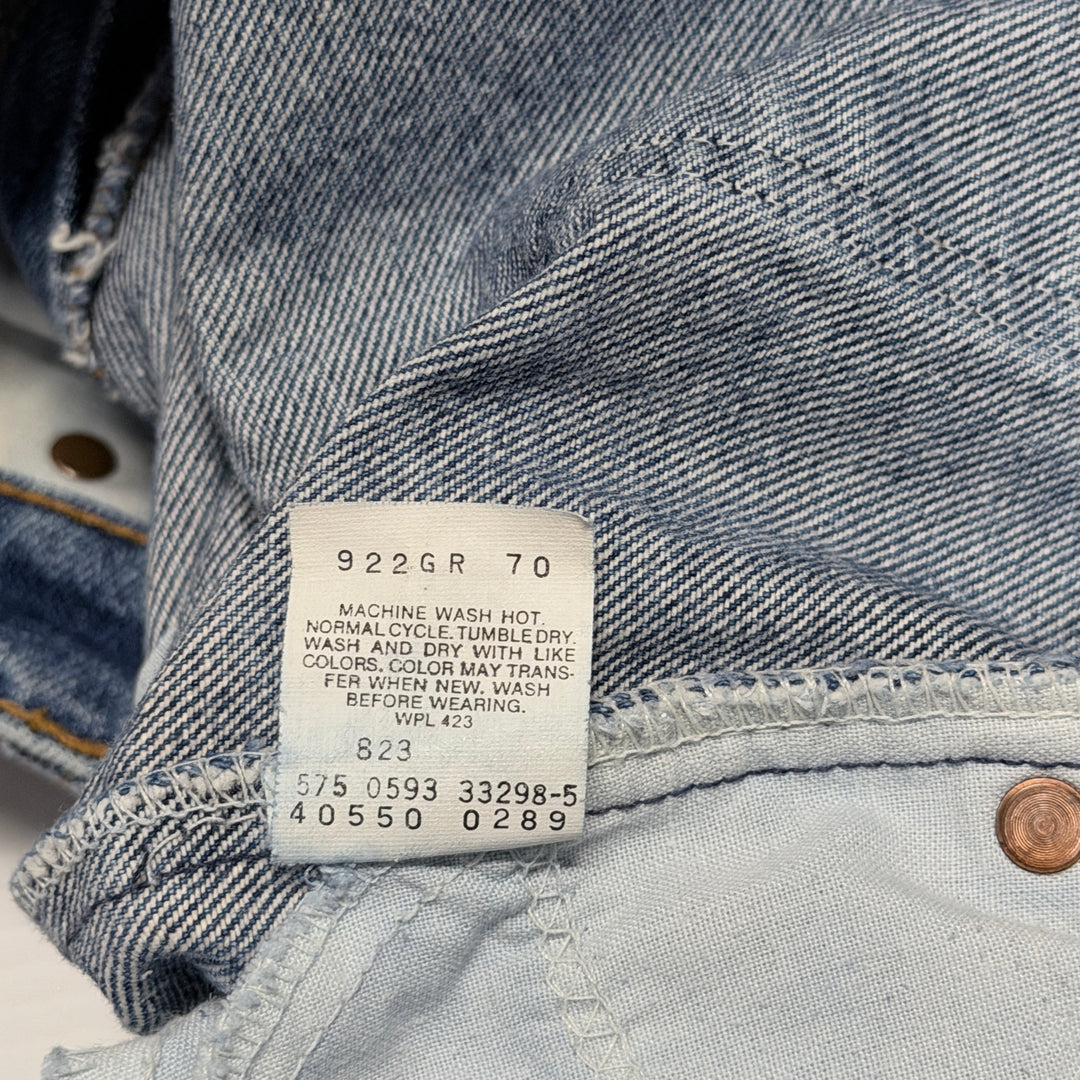 922GR 70
MACHINE WASH HOT.
NORMAL CYCLE. TUMBLE DRY.
WASH AND DRY WITH LIKE
COLORS. COLOR MAY TRANS-
FER WHEN NEW. WASH
BEFORE WEARING.
WPL 423
823
575 0593 33298-5
40550 0289